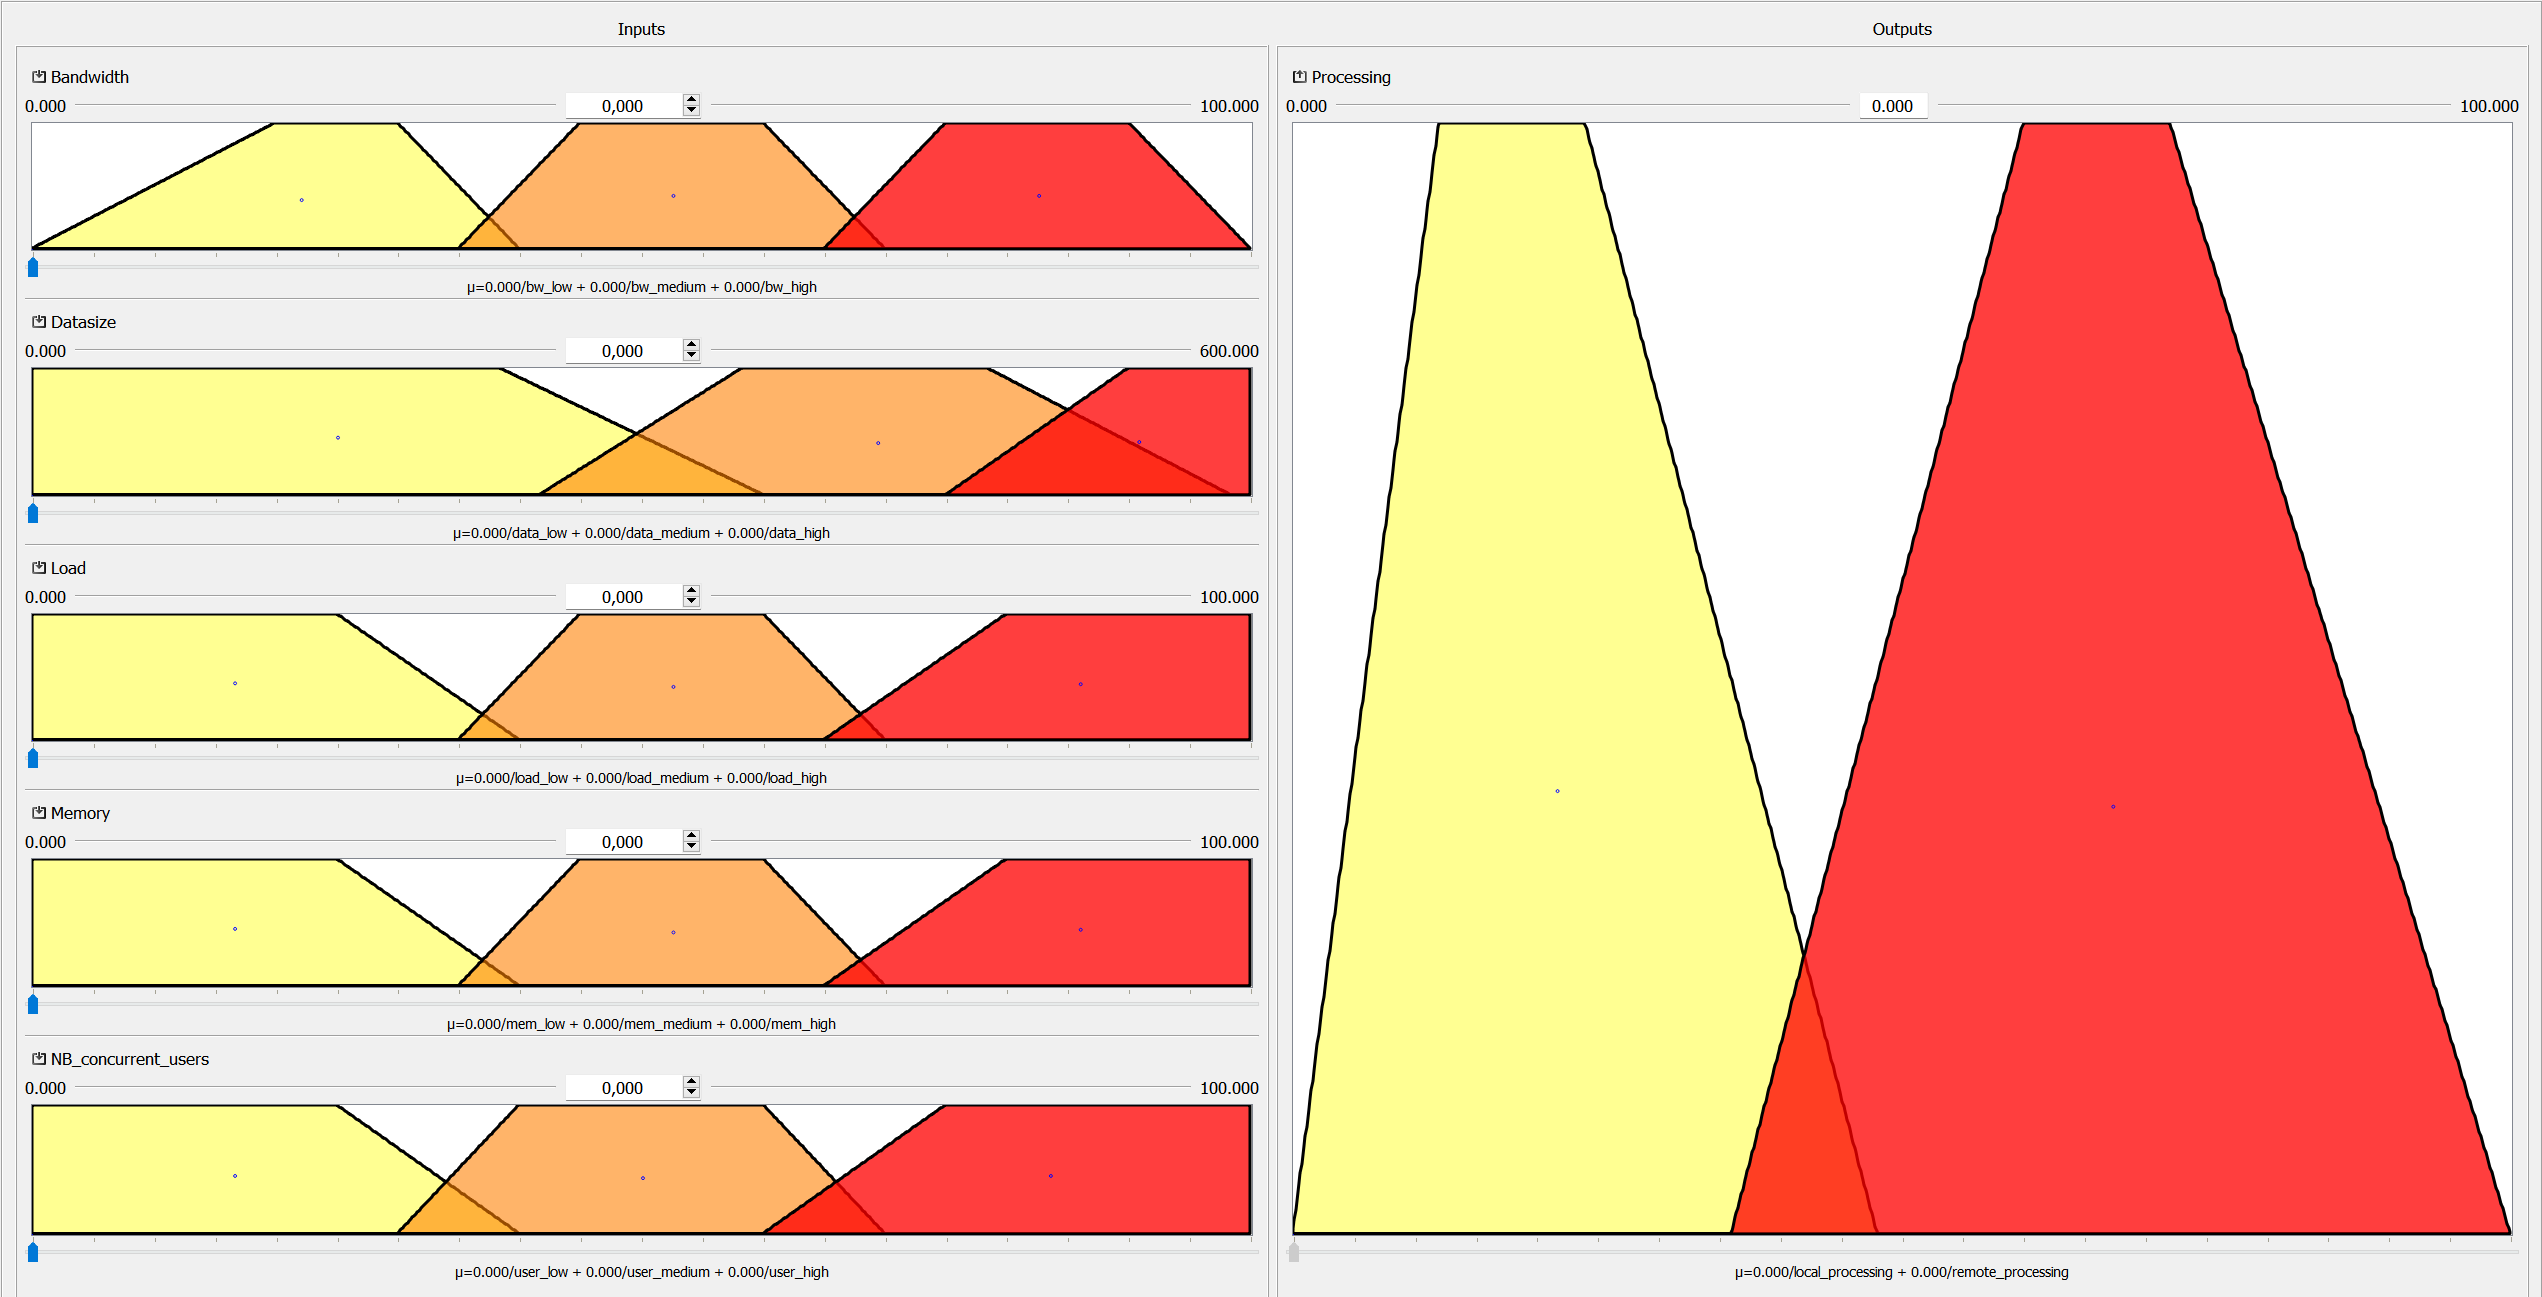 Inputs
Bandwidth
0.000 0,000 100.000
µ=0.000/bw_low + 0.000/bw_medium + 0.000/bw_high
Datasize
0.000 0,000 600.000
µ=0.000/data_low + 0.000/data_medium + 0.000/data_high
Load
0.000 0,000 100.000
µ=0.000/load_low + 0.000/load_medium + 0.000/load_high
Memory
0.000 0,000 100.000
µ=0.000/mem_low + 0.000/mem_medium + 0.000/mem_high
NB_concurrent_users
0.000 0,000 100.000
µ=0.000/user_low + 0.000/user_medium + 0.000/user_high
Outputs
Processing
0.000 0.000 100.000
µ=0.000/local_processing + 0.000/remote_processing